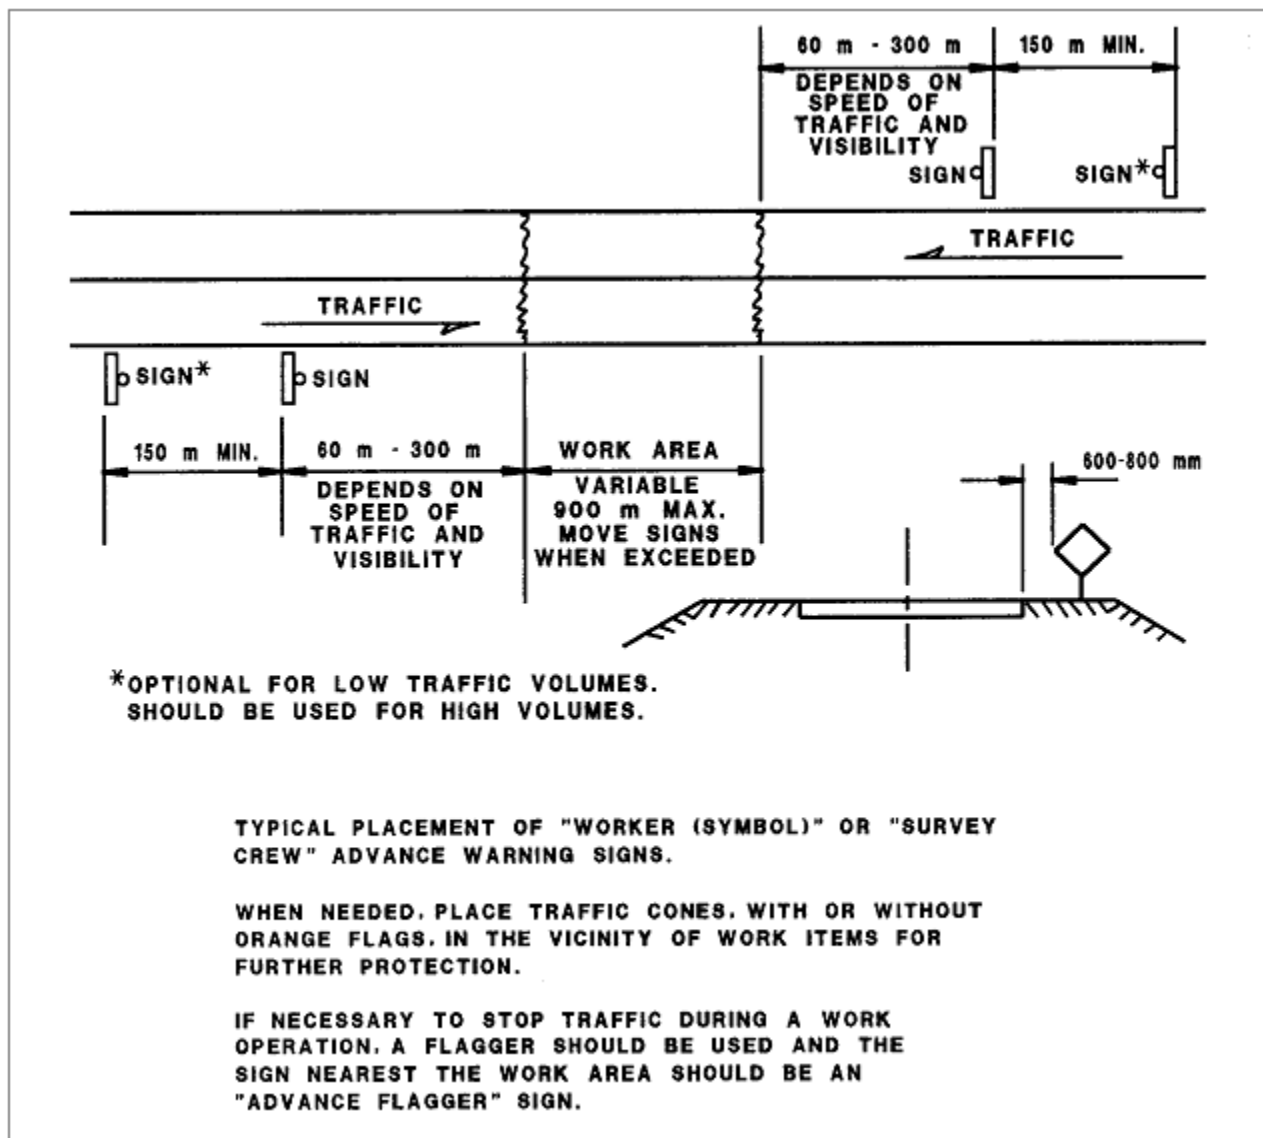 60 m - 300 m
150 m MIN.
DEPENDS ON
SPEED OF
TRAFFIC AND
VISIBILITY
SIGN
SIGN*
TRAFFIC
TRAFFIC
SIGN*
SIGN
150 m MIN.
60 m - 300 m
WORK AREA
600-800 mm
DEPENDS ON
SPEED OF
TRAFFIC AND
VISIBILITY
VARIABLE
900 m MAX.
MOVE SIGNS
WHEN EXCEEDED
*OPTIONAL FOR LOW TRAFFIC VOLUMES.
SHOULD BE USED FOR HIGH VOLUMES.
TYPICAL PLACEMENT OF "WORKER (SYMBOL)" OR "SURVEY
CREW" ADVANCE WARNING SIGNS.
WHEN NEEDED, PLACE TRAFFIC CONES, WITH OR WITHOUT
ORANGE FLAGS, IN THE VICINITY OF WORK ITEMS FOR
FURTHER PROTECTION.
IF NECESSARY TO STOP TRAFFIC DURING A WORK
OPERATION, A FLAGGER SHOULD BE USED AND THE
SIGN NEAREST THE WORK AREA SHOULD BE AN
"ADVANCE FLAGGER" SIGN.